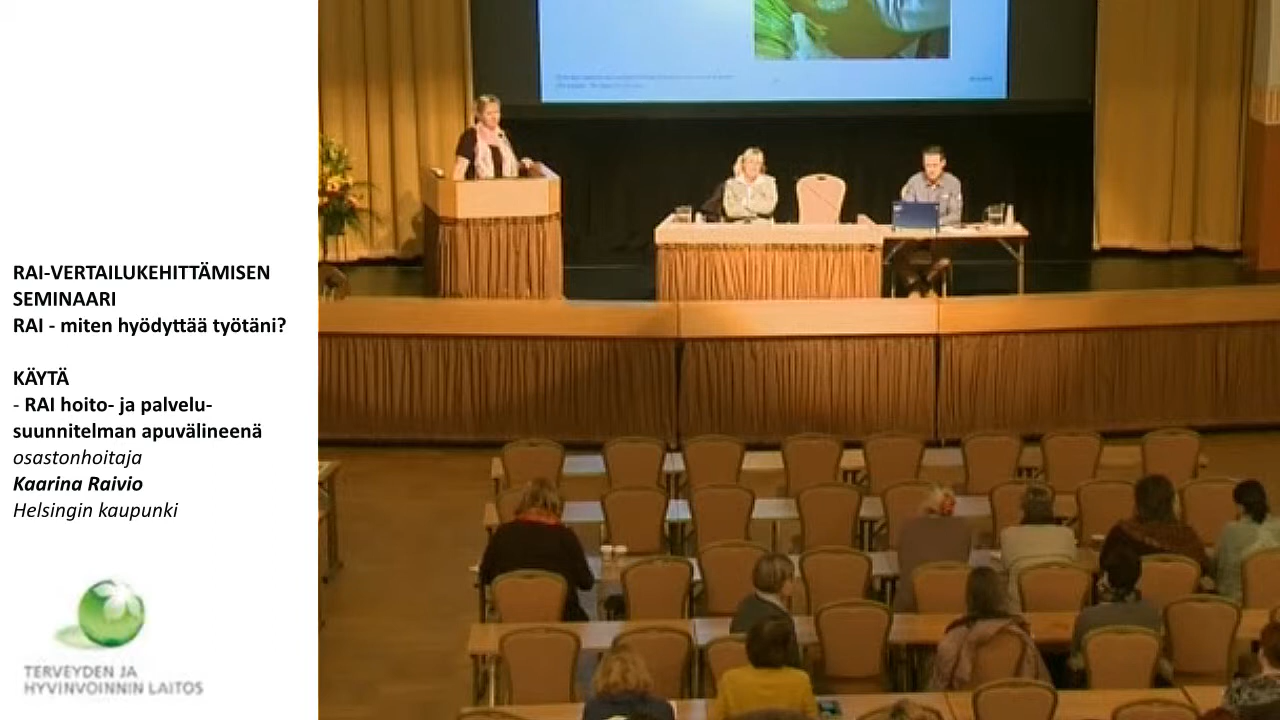 RAI-VERTAILUKEHITTÄMISEN
SEMINAARI
RAI - miten hyödyttää työtäni?
KÄYTÄ
- RAI hoito- ja palvelu-
suunnitelman apuvälineenä
osastonhoitaja
Kaarina Raivio
Helsingin kaupunki
TERVEYDEN JA
HYVINVOINNIN LAITOS